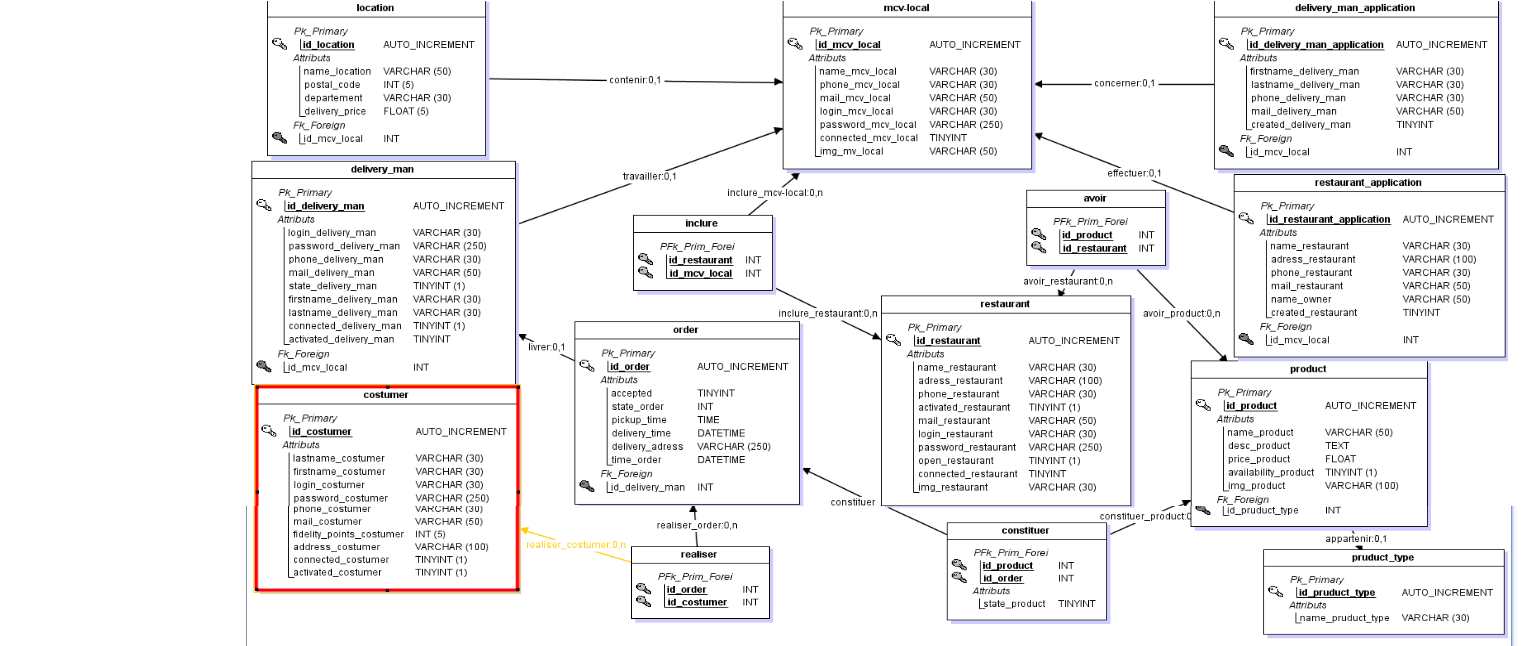 location
Pk_Primary
id_location AUTO_INCREMENT
Attributs
name_location VARCHAR (50)
postal_code INT (5)
departement VARCHAR (30)
delivery_price FLOAT (5)
Fk_Foreign
id_mcv_local INT
contenir:0,1
mcv-local
Pk_Primary
id_mcv_local AUTO_INCREMENT
Attributs
name_mcv_local VARCHAR (30)
phone_mcv_local VARCHAR (30)
mail_mcv_local VARCHAR (50)
login_mcv_local VARCHAR (30)
password_mcv_local VARCHAR (250)
connected_mcv_local TINYINT
img_mv_local VARCHAR (50)
concerner:0,1
delivery_man_application
Pk_Primary
id_delivery_man_application AUTO_INCREMENT
Attributs
firstname_delivery_man VARCHAR (30)
lastname_delivery_man VARCHAR (30)
phone_delivery_man VARCHAR (30)
mail_delivery_man VARCHAR (50)
created_delivery_man TINYINT
Fk_Foreign
id_mcv_local INT
delivery_man
Pk_Primary
id_delivery_man AUTO_INCREMENT
Attributs
login_delivery_man VARCHAR (30)
password_delivery_man VARCHAR (250)
phone_delivery_man VARCHAR (30)
mail_delivery_man VARCHAR (50)
state_delivery_man TINYINT (1)
firstname_delivery_man VARCHAR (30)
lastname_delivery_man VARCHAR (30)
connected_delivery_man TINYINT (1)
activated_delivery_man TINYINT
Fk_Foreign
id_mcv_local INT
travailler:0,1
inclure_mcv-local:0,n
inclure
PFk_Prim_Forei
id_restaurant INT
id_mcv_local INT
inclure_restaurant:0,n
effectuer:0,1
avoir
PFk_Prim_Forei
id_product INT
id_restaurant INT
avoir_restaurant:0,n
avoir_product:0,n
restaurant_application
Pk_Primary
id_restaurant_application AUTO_INCREMENT
Attributs
name_restaurant VARCHAR (30)
adress_restaurant VARCHAR (100)
phone_restaurant VARCHAR (30)
mail_restaurant VARCHAR (50)
name_owner VARCHAR (50)
created_restaurant TINYINT
Fk_Foreign
id_mcv_local INT
livrer:0,1
order
Pk_Primary
id_order AUTO_INCREMENT
Attributs
accepted TINYINT
state_order INT
pickup_time TIME
delivery_time DATETIME
delivery_adress VARCHAR (250)
time_order DATETIME
Fk_Foreign
id_delivery_man INT
restaurant
Pk_Primary
id_restaurant AUTO_INCREMENT
Attributs
name_restaurant VARCHAR (30)
adress_restaurant VARCHAR (100)
phone_restaurant VARCHAR (30)
activated_restaurant TINYINT (1)
mail_restaurant VARCHAR (50)
login_restaurant VARCHAR (30)
password_restaurant VARCHAR (250)
open_restaurant TINYINT (1)
connected_restaurant TINYINT
img_restaurant VARCHAR (30)
product
Pk_Primary
id_product AUTO_INCREMENT
Attributs
name_product VARCHAR (50)
desc_product TEXT
price_product FLOAT
availability_product TINYINT (1)
img_product VARCHAR (100)
Fk_Foreign
id_pruduct_type INT
costumer
Pk_Primary
id_costumer AUTO_INCREMENT
Attributs
lastname_costumer VARCHAR (30)
firstname_costumer VARCHAR (30)
login_costumer VARCHAR (30)
password_costumer VARCHAR (250)
phone_costumer VARCHAR (30)
mail_costumer VARCHAR (50)
fidelity_points_costumer INT (5)
address_costumer VARCHAR (100)
connected_costumer TINYINT (1)
activated_costumer TINYINT (1)
realiser_costumer:0,n
realiser_order:0,n
realiser
PFk_Prim_Forei
id_order INT
id_costumer INT
constituer
constituer_product:0
constituer
PFk_Prim_Forei
id_product INT
id_order INT
Attributs
state_product TINYINT
appartenir:0,1
pruduct_type
Pk_Primary
id_pruduct_type AUTO_INCREMENT
Attributs
name_pruduct_type VARCHAR (30)